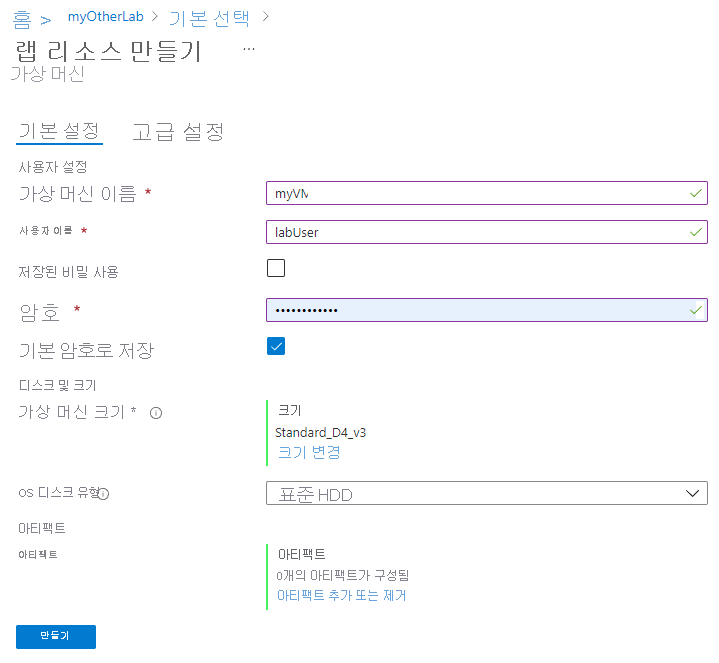 홈 > myOtherLab > 기본 선택 >
랩 리소스 만들기 ...
가상 머신
기본 설정 고급 설정
사용자 설정
가상 머신 이름 * myVM
사용자 이름 * labUser
저장된 비밀 사용
암호 * ••••••••••••
기본 암호로 저장
디스크 및 크기
가상 머신 크기 *
크기
Standard_D4_v3
크기 변경
OS 디스크 유형 표준 HDD
아티팩트
아티팩트
아티팩트
0개의 아티팩트가 구성됨
아티팩트 추가 또는 제거
만들기